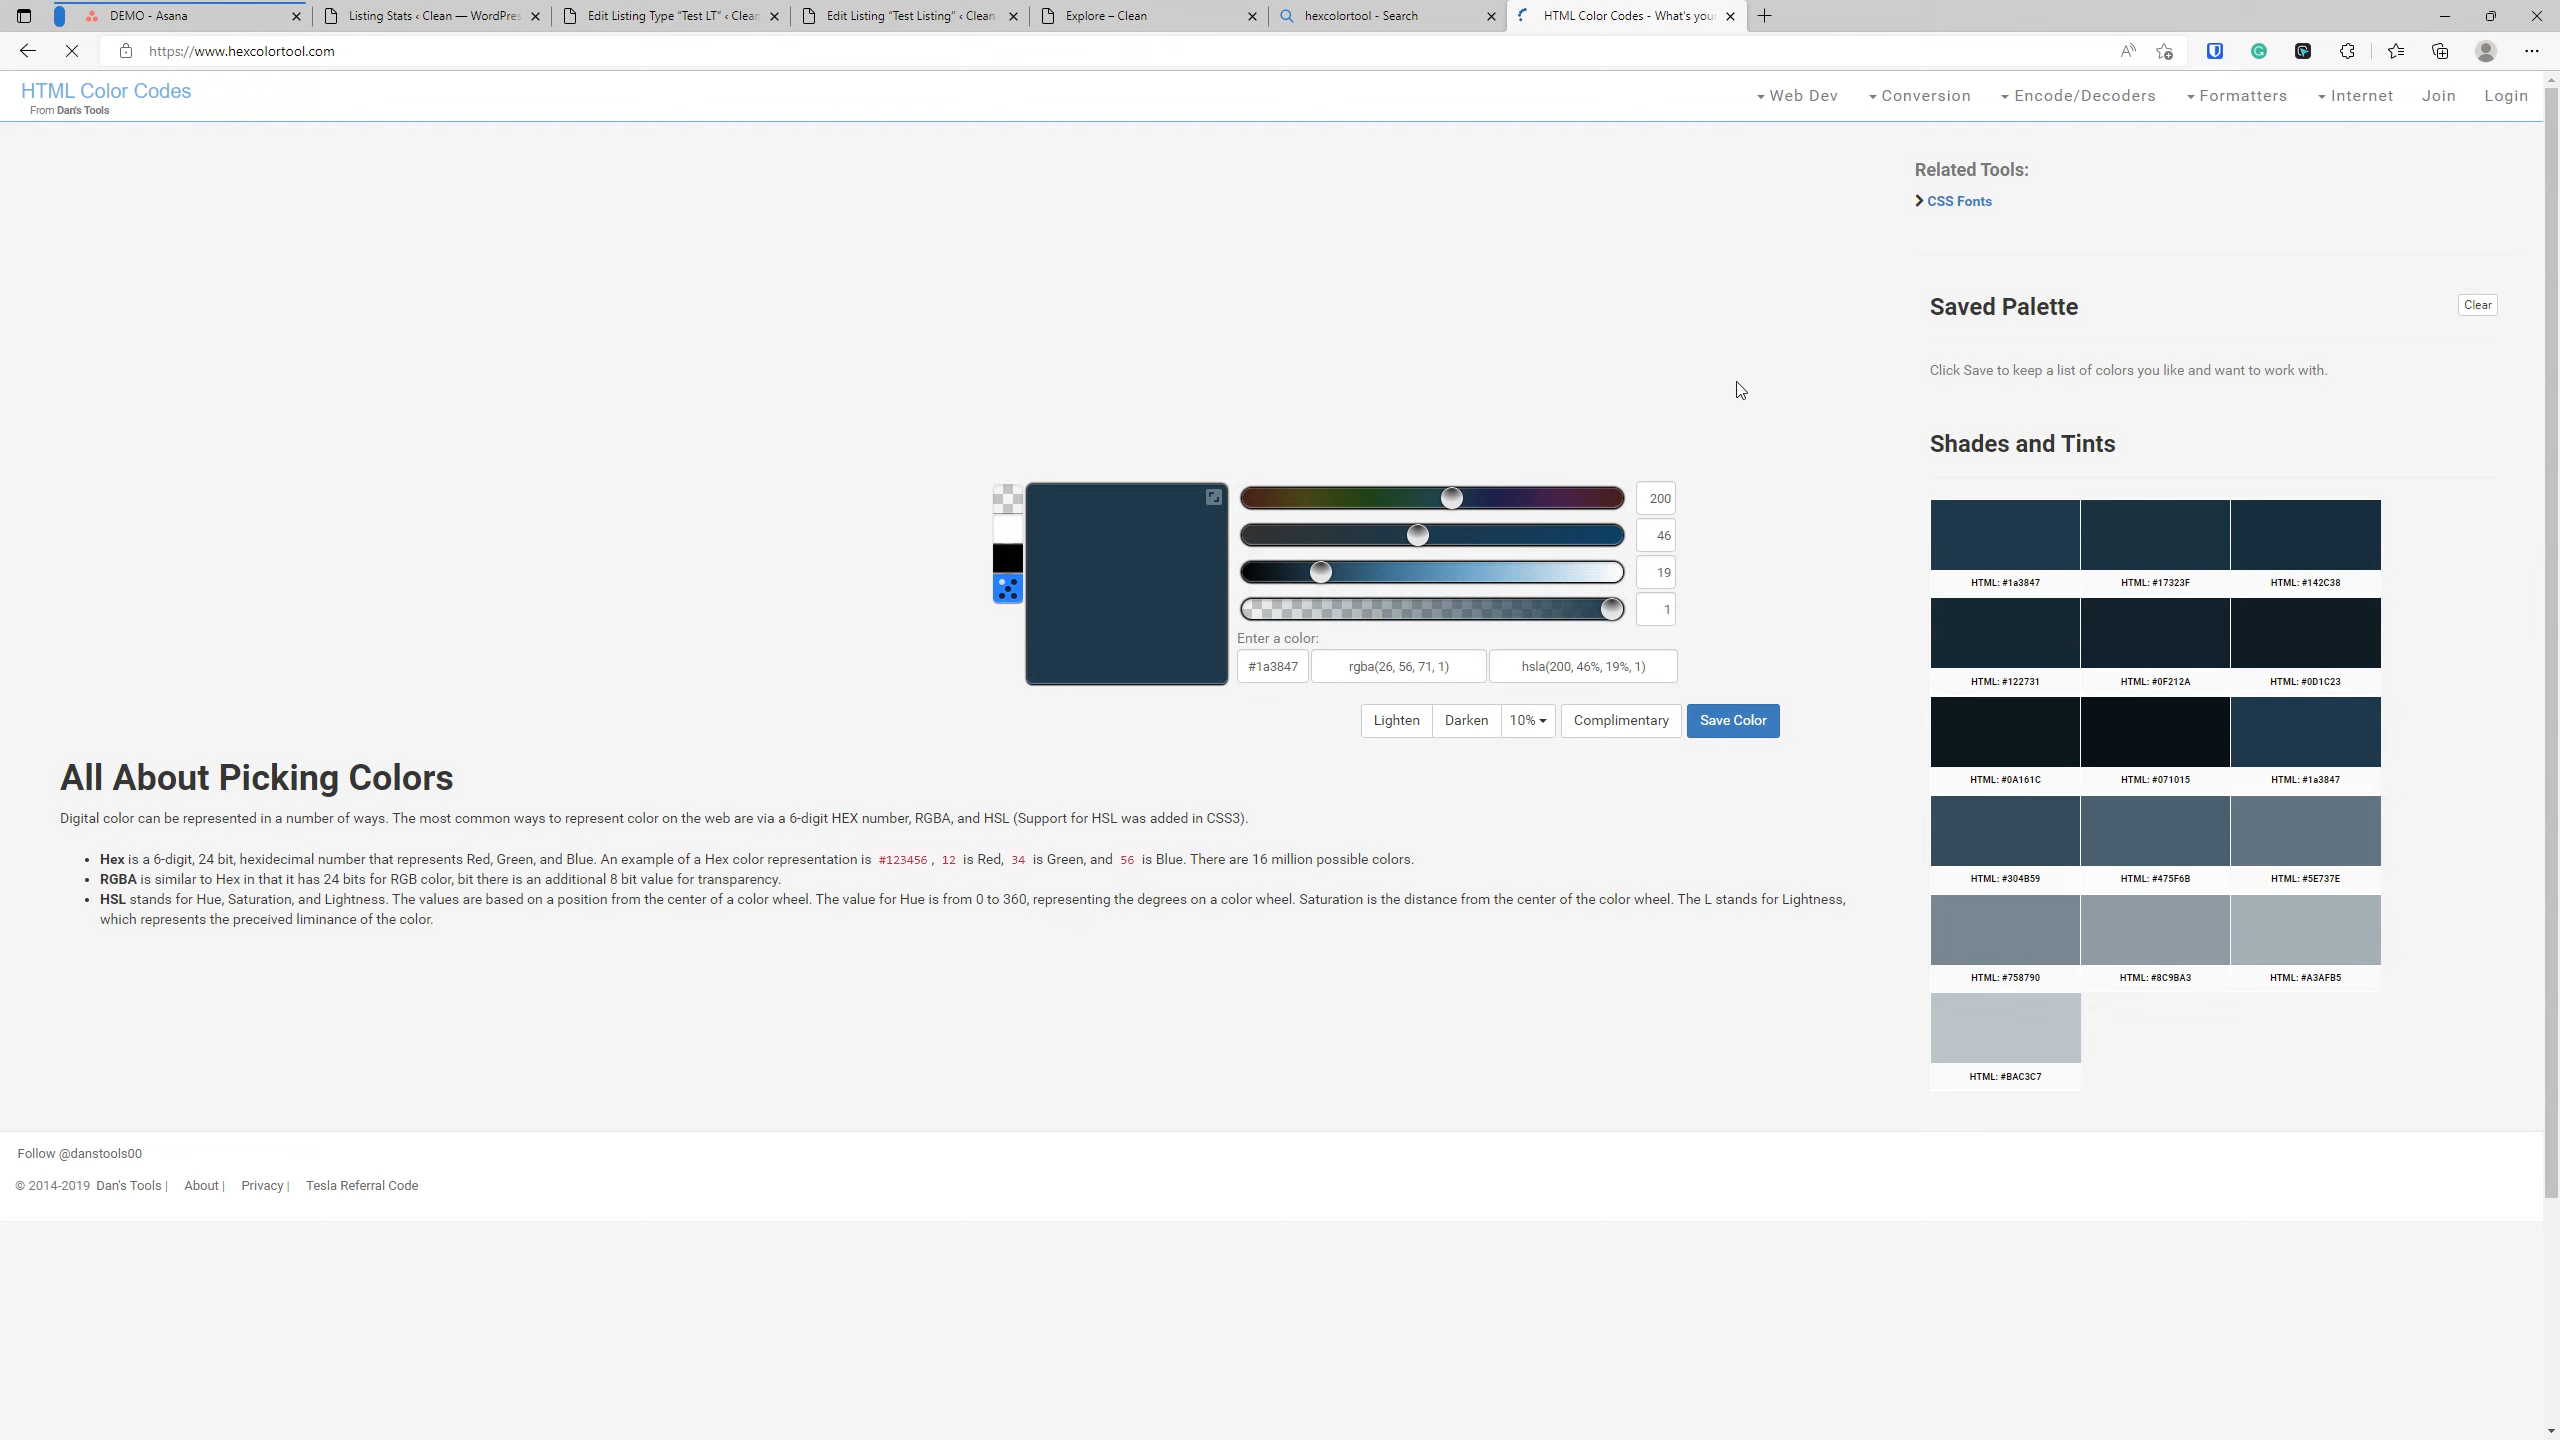 DEMO - Asana
Listing Stats ‹ Clean — WordPres
Edit Listing Type “Test LT” ‹ Clean
Edit Listing “Test Listing” ‹ Clean
Explore – Clean
hexcolortool - Search
HTML Color Codes - What's your
https://www.hexcolortool.com
HTML Color Codes
From Dan's Tools
Web Dev
Conversion
Encode/Decoders
Formatters
Internet
Join
Login
Related Tools:
CSS Fonts
Saved Palette
Clear
Click Save to keep a list of colors you like and want to work with.
Shades and Tints
200
46
19
1
Enter a color:
#1a3847
rgba(26, 56, 71, 1)
hsla(200, 46%, 19%, 1)
Lighten
Darken
10%
Complimentary
Save Color
HTML: #1a3847
HTML: #17323F
HTML: #142C38
HTML: #122731
HTML: #0F212A
HTML: #0D1C23
HTML: #0A161C
HTML: #071015
HTML: #1a3847
HTML: #304B59
HTML: #475F6B
HTML: #5E737E
HTML: #758790
HTML: #8C9BA3
HTML: #A3AFB5
HTML: #BAC3C7
All About Picking Colors
Digital color can be represented in a number of ways. The most common ways to represent color on the web are via a 6-digit HEX number, RGBA, and HSL (Support for HSL was added in CSS3).
Hex is a 6-digit, 24 bit, hexidecimal number that represents Red, Green, and Blue. An example of a Hex color representation is #123456 , 12 is Red, 34 is Green, and 56 is Blue. There are 16 million possible colors.
RGBA is similar to Hex in that it has 24 bits for RGB color, bit there is an additional 8 bit value for transparency.
HSL stands for Hue, Saturation, and Lightness. The values are based on a position from the center of a color wheel. The value for Hue is from 0 to 360, representing the degrees on a color wheel. Saturation is the distance from the center of the color wheel. The L stands for Lightness,
which represents the preceived liminance of the color.
Follow @danstools00
© 2014-2019 Dan's Tools | About | Privacy | Tesla Referral Code